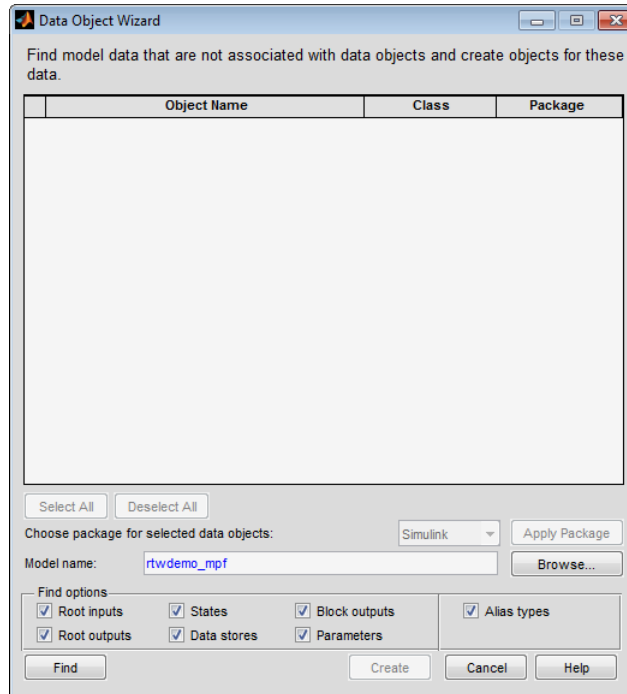 Data Object Wizard
Find model data that are not associated with data objects and create objects for these
data.
Object Name Class Package
Select All Deselect All
Choose package for selected data objects: Simulink Apply Package
Model name: rtwdemo_mpf Browse...
Find options
Root inputs States Block outputs Alias types
Root outputs Data stores Parameters
Find Create Cancel Help